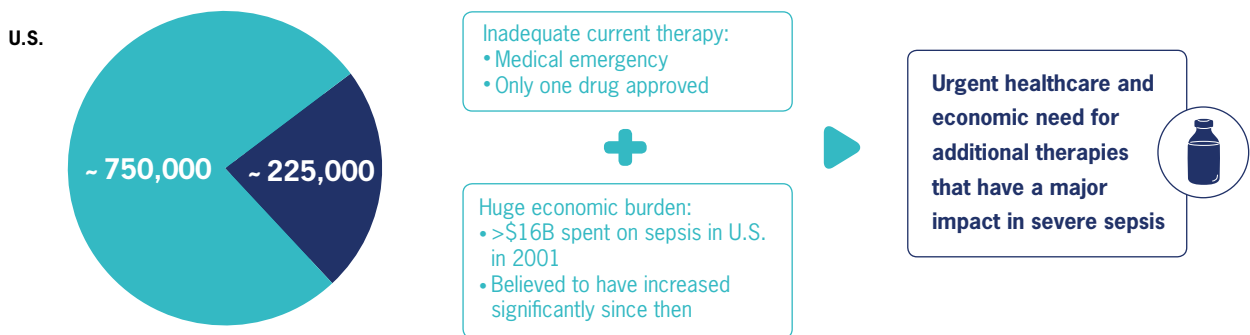 U.S.
~ 750,000
~ 225,000
Inadequate current therapy:
• Medical emergency
• Only one drug approved
Huge economic burden:
• >$16B spent on sepsis in U.S.
in 2001
• Believed to have increased
significantly since then
Urgent healthcare and
economic need for
additional therapies
that have a major
impact in severe sepsis